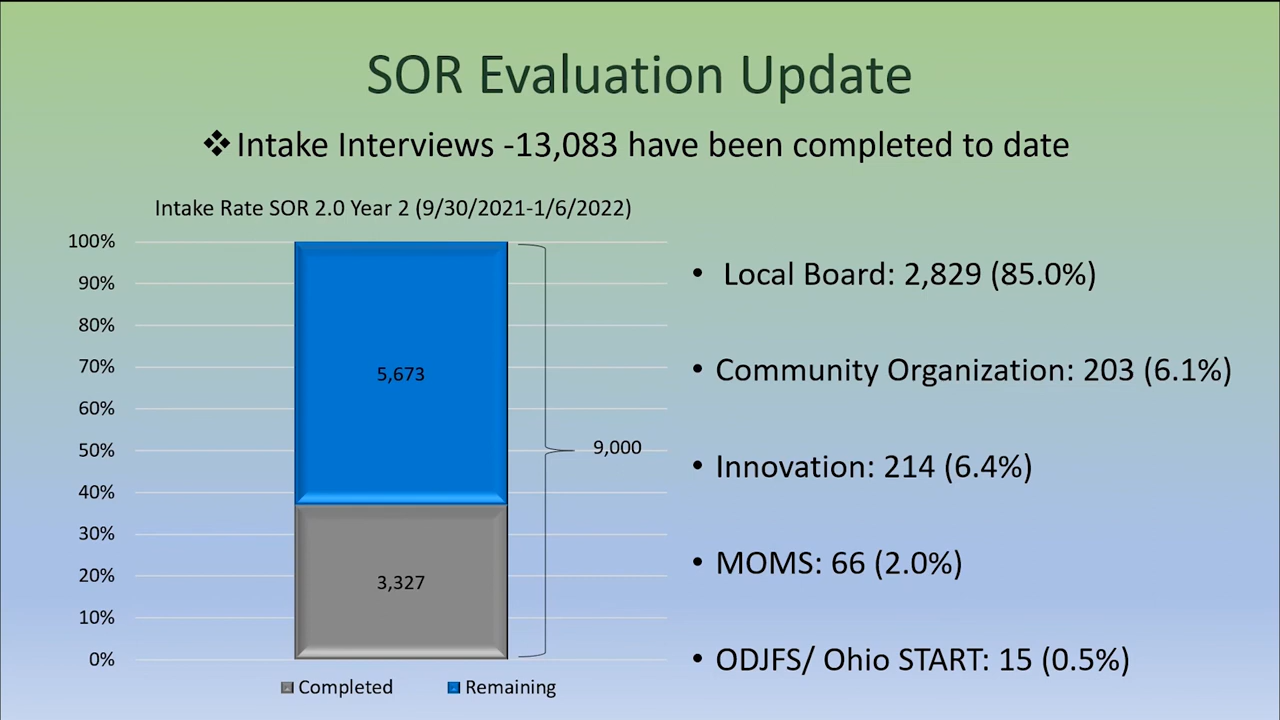 SOR Evaluation Update
❖Intake Interviews -13,083 have been completed to date
Intake Rate SOR 2.0 Year 2 (9/30/2021-1/6/2022)
100%
90%
80%
70%
60%
50%
40%
30%
20%
10%
0%
5,673
3,327
9,000
Completed
Remaining
• Local Board: 2,829 (85.0%)
• Community Organization: 203 (6.1%)
• Innovation: 214 (6.4%)
• MOMS: 66 (2.0%)
• ODJFS/ Ohio START: 15 (0.5%)